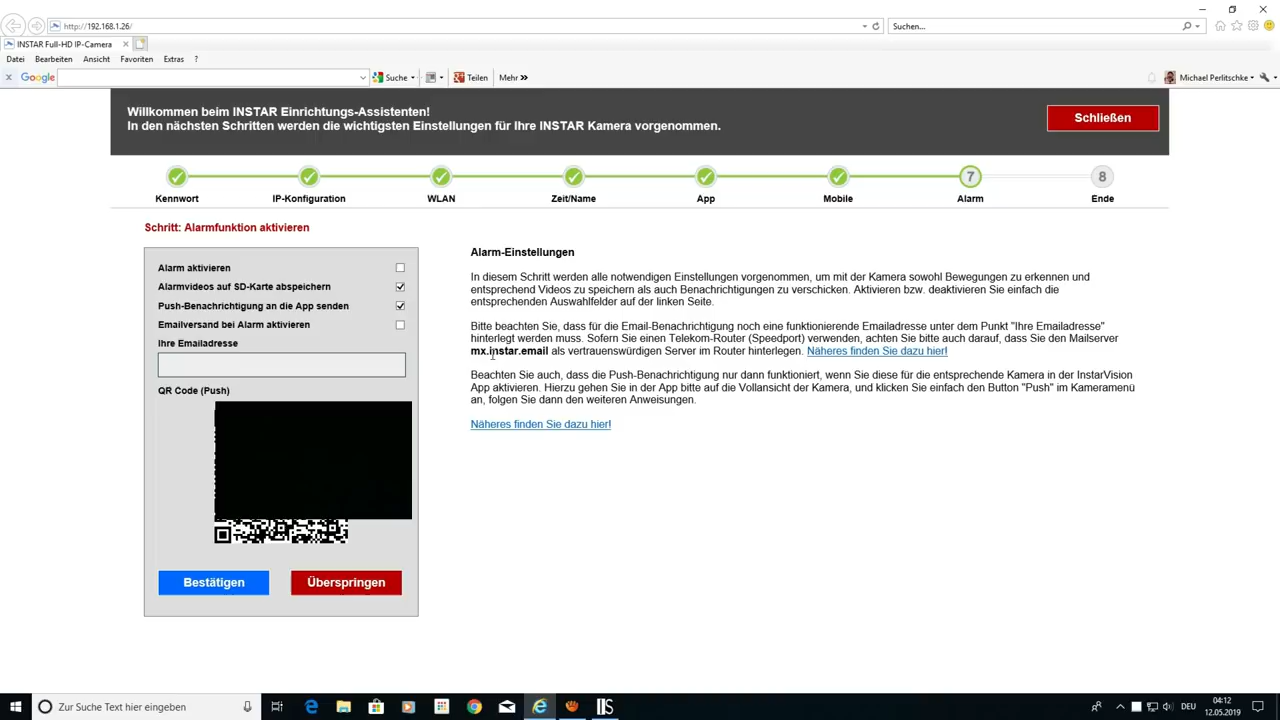 http://192.168.1.26/
Suchen...
INSTAR Full-HD IP-Camera
Datei Bearbeiten Ansicht Favoriten Extras ?
Google Suche Teilen Mehr Michael Perlitschke
Willkommen beim INSTAR Einrichtungs-Assistenten!
In den nächsten Schritten werden die wichtigsten Einstellungen für Ihre INSTAR Kamera vorgenommen.
Schließen
7 8
Kennwort IP-Konfiguration WLAN Zeit/Name App Mobile Alarm Ende
Schritt: Alarmfunktion aktivieren
Alarm aktivieren
Alarmvideos auf SD-Karte abspeichern
Push-Benachrichtigung an die App senden
Emailversand bei Alarm aktivieren
Ihre Emailadresse
QR Code (Push)
Bestätigen Überspringen
Alarm-Einstellungen
In diesem Schritt werden alle notwendigen Einstellungen vorgenommen, um mit der Kamera sowohl Bewegungen zu erkennen und
entsprechend Videos zu speichern als auch Benachrichtigungen zu verschicken. Aktivieren bzw. deaktivieren Sie einfach die
entsprechenden Auswahlfelder auf der linken Seite.
Bitte beachten Sie, dass für die Email-Benachrichtigung noch eine funktionierende Emailadresse unter dem Punkt "Ihre Emailadresse"
hinterlegt werden muss. Sofern Sie einen Telekom-Router (Speedport) verwenden, achten Sie bitte auch darauf, dass Sie den Mailserver
mx.instar.email als vertrauenswürdigen Server im Router hinterlegen. Näheres finden Sie dazu hier!
Beachten Sie auch, dass die Push-Benachrichtigung nur dann funktioniert, wenn Sie diese für die entsprechende Kamera in der InstarVision
App aktivieren. Hierzu gehen Sie in der App bitte auf die Vollansicht der Kamera, und klicken Sie einfach den Button "Push" im Kameramenü
an, folgen Sie dann den weiteren Anweisungen.
Näheres finden Sie dazu hier!
Zur Suche Text hier eingeben
DEU
04:12
12.05.2019